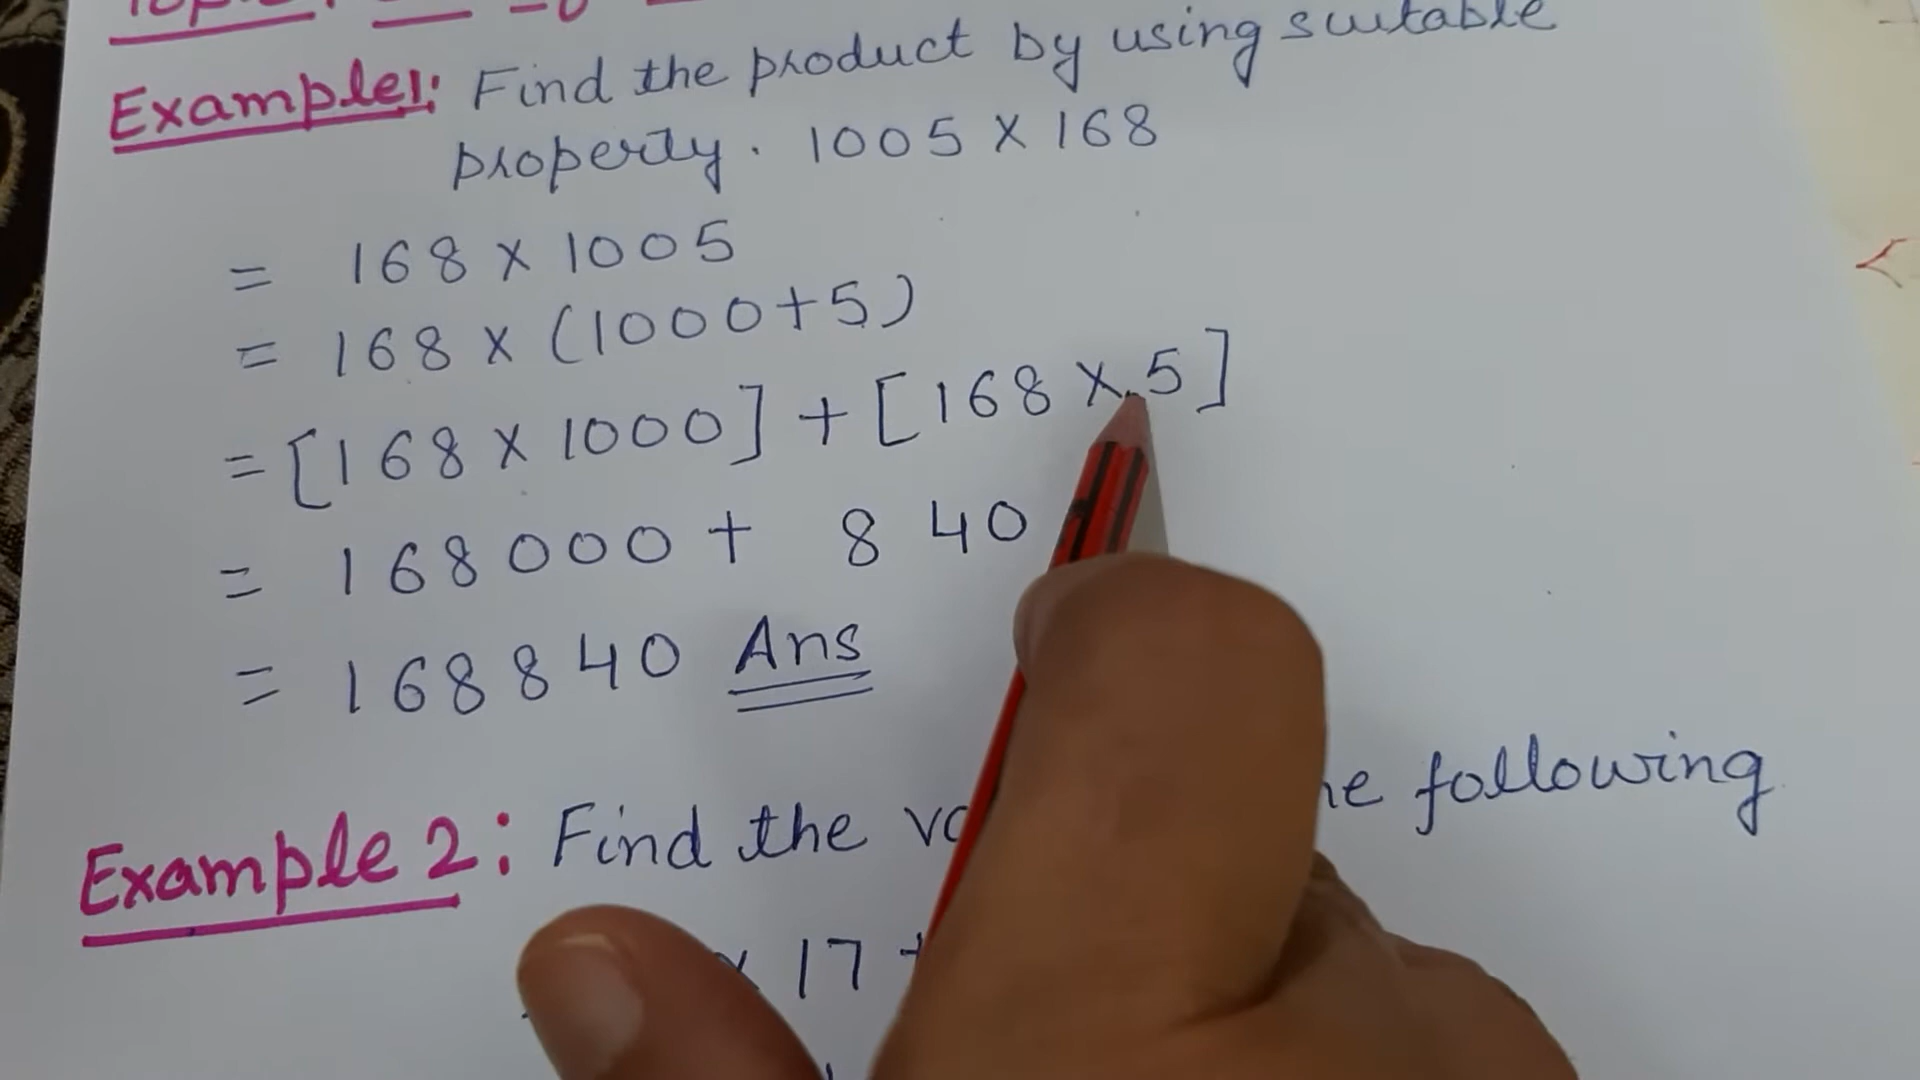 Example1: Find the product by using suitable
property. 1005 × 168
= 168 × 1005
= 168 × (1000+5)
= [168 × 1000] + [168 × 5]
= 168000 + 840
= 168840 Ans
Example 2: Find the following
× 17 +